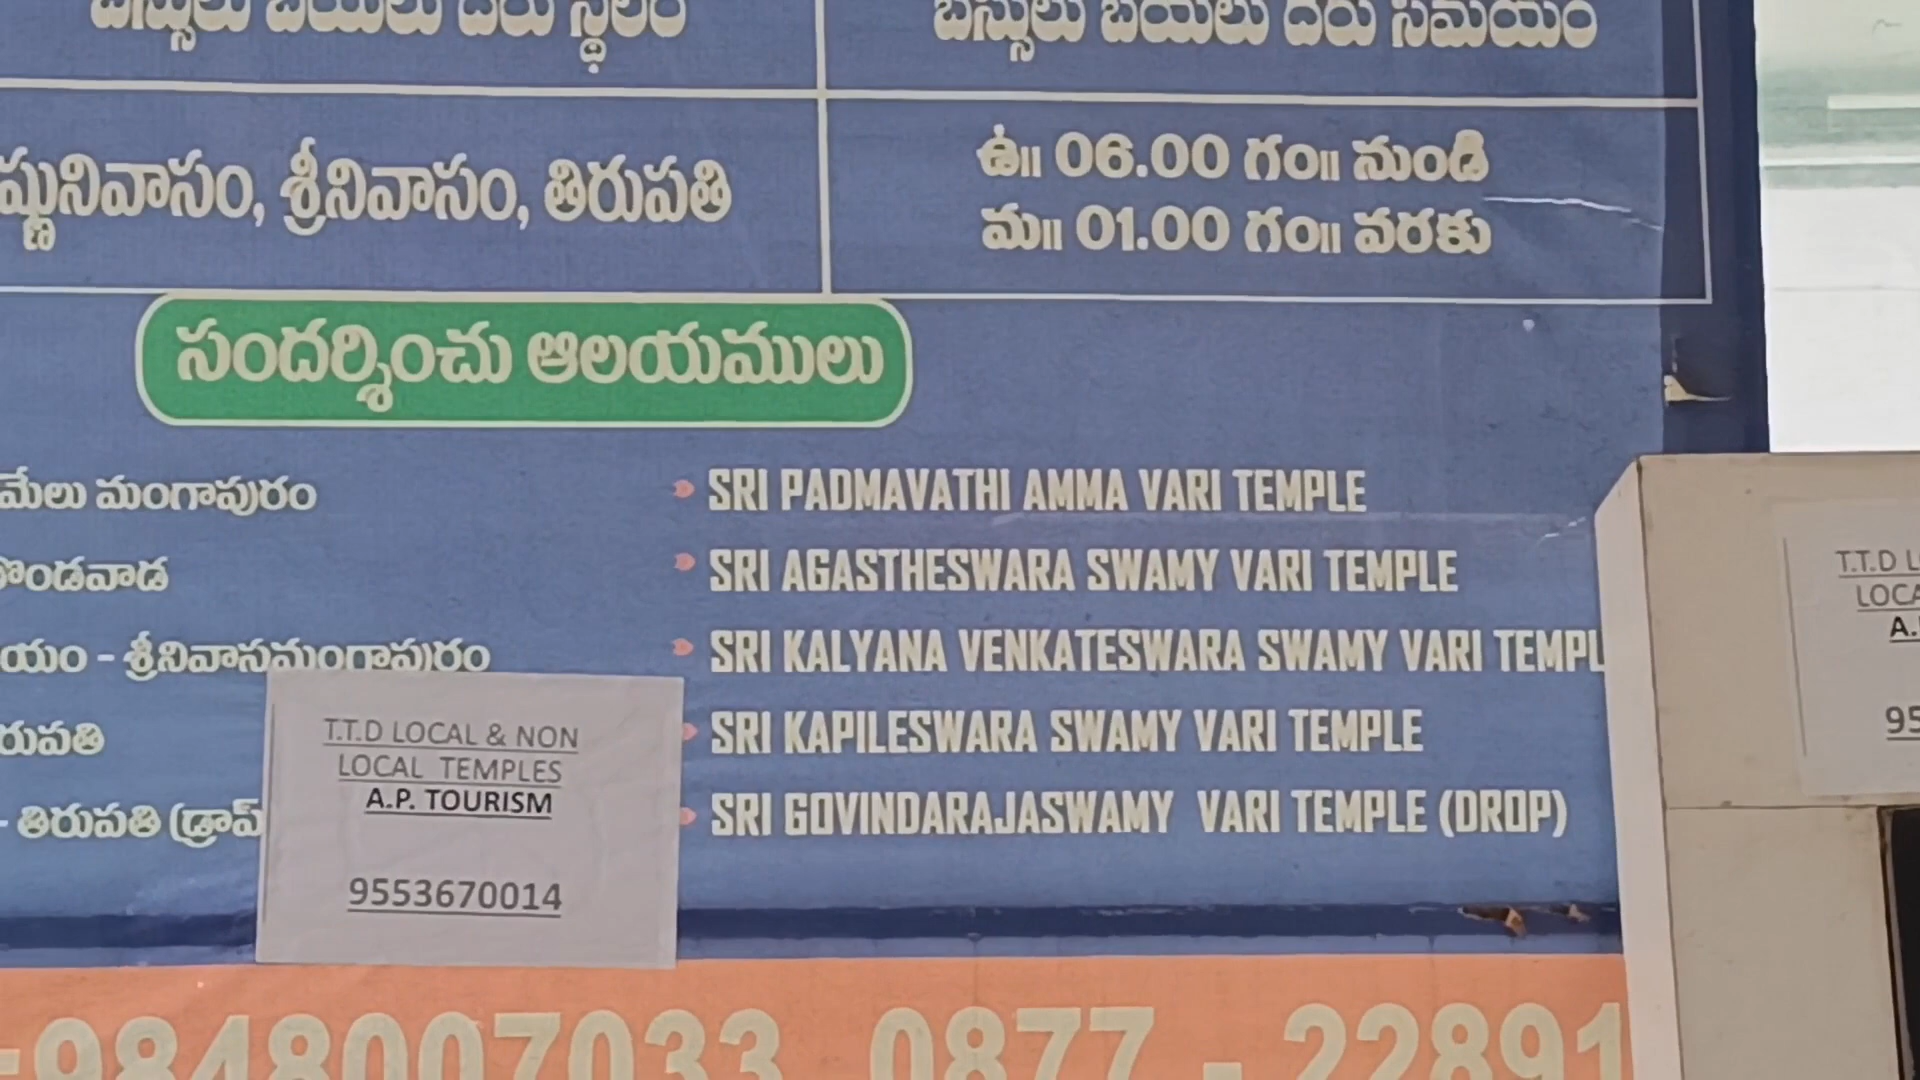 బస్సులు బయలు దేరు స్థలం
బస్సులు బయలు దేరు సమయం
ష్ణునివాసం, శ్రీనివాసం, తిరుపతి
ఉ॥ 06.00 గం॥ నుండి
మ॥ 01.00 గం॥ వరకు
సందర్శించు ఆలయములు
మేలు మంగాపురం
SRI PADMAVATHI AMMA VARI TEMPLE
ొండవాడ
SRI AGASTHESWARA SWAMY VARI TEMPLE
యం - శ్రీనివాసమంగాపురం
SRI KALYANA VENKATESWARA SWAMY VARI TEMPL
రుపతి
SRI KAPILESWARA SWAMY VARI TEMPLE
- తిరుపతి (డ్రాప్
SRI GOVINDARAJASWAMY VARI TEMPLE (DROP)
T.T.D LOCAL & NON
LOCAL TEMPLES
A.P. TOURISM
9553670014
T.T.D L
LOCA
A.
95
9848007033 0877 - 22891